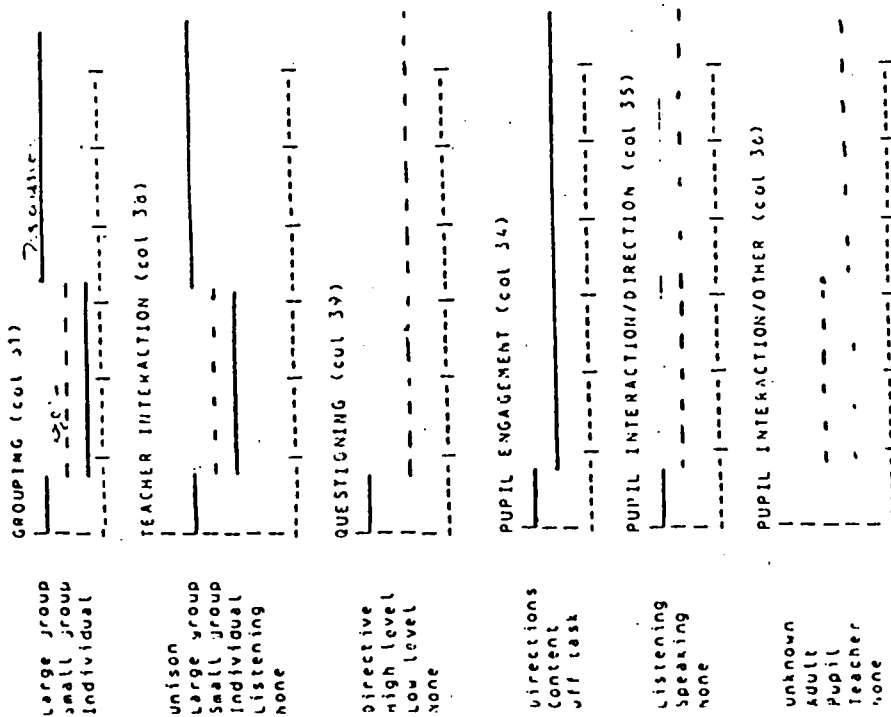 GROUPING (col 31)
Large group
Small group
Individual
TEACHER INTERACTION (col 38)
Unison
Large group
Small group
Individual
Listening
None
QUESTIONING (col 39)
Directive
High level
Low level
None
PUPIL ENGAGEMENT (col 34)
Directions
Content
Off task
PUPIL INTERACTION/DIRECTION (col 35)
Listening
Speaking
None
PUPIL INTERACTION/OTHER (col 36)
Unknown
Adult
Pupil
Teacher
None